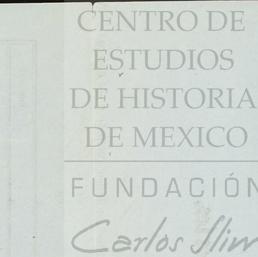 CENTRO DE
ESTUDIOS
DE HISTORIA
DE MEXICO
FUNDACIÓN
Carlos Slim